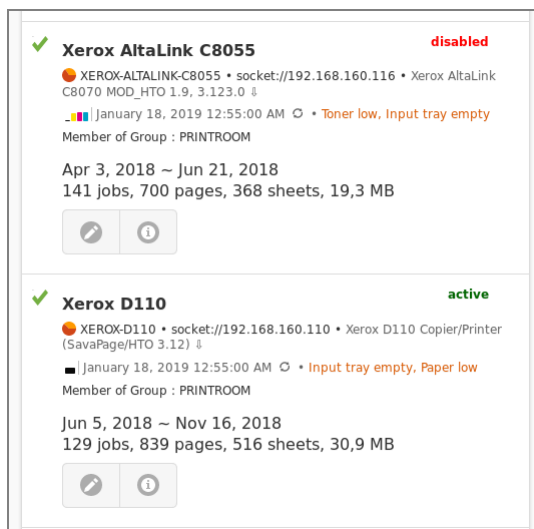 Xerox AltaLink C8055
disabled
XEROX-ALTALINK-C8055 • socket://192.168.160.116 • Xerox AltaLink
C8070 MOD_HTO 1.9, 3.123.0 ⇩
January 18, 2019 12:55:00 AM • Toner low, Input tray empty
Member of Group : PRINTROOM
Apr 3, 2018 ~ Jun 21, 2018
141 jobs, 700 pages, 368 sheets, 19,3 MB
Xerox D110
active
XEROX-D110 • socket://192.168.160.110 • Xerox D110 Copier/Printer
(SavaPage/HTO 3.12) ⇩
January 18, 2019 12:55:00 AM • Input tray empty, Paper low
Member of Group : PRINTROOM
Jun 5, 2018 ~ Nov 16, 2018
129 jobs, 839 pages, 516 sheets, 30,9 MB